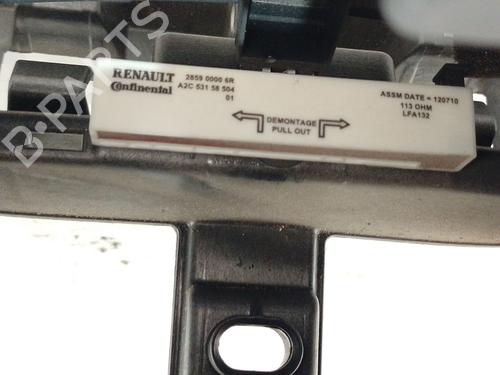 RENAULT
Continental
2859 0000 6R
A2C 531 58 504
01
DEMONTAGE
PULL OUT
ASSM DATE = 120710
113 OHM
LFA132
B-PARTS